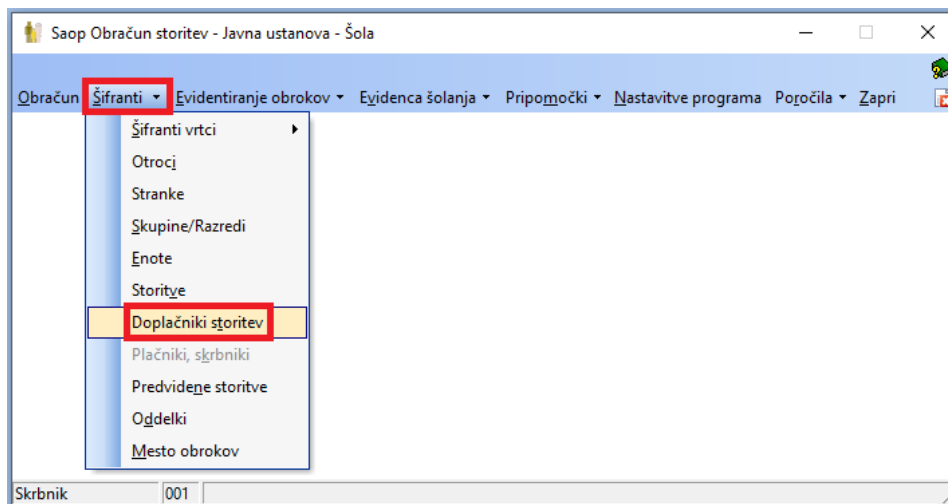 Saop Obračun storitev - Javna ustanova - Šola
Obračun Šifranti Evidentiranje obrokov Evidenca šolanja Pripomočki Nastavitve programa Poročila Zapri
Šifranti vrtci
Otroci
Stranke
Skupine/Razredi
Enote
Storitve
Doplačniki storitev
Plačniki, skrbniki
Predvidene storitve
Oddelki
Mesto obrokov
Skrbnik 001